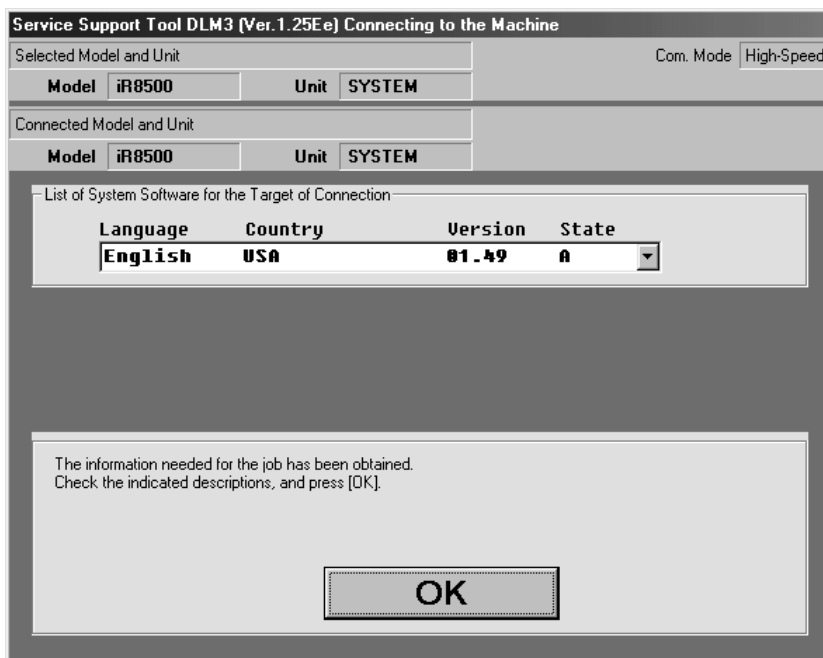 Service Support Tool DLM3 (Ver.1.25Ee) Connecting to the Machine
Selected Model and Unit Com. Mode High-Speed
Model iR8500 Unit SYSTEM
Connected Model and Unit
Model iR8500 Unit SYSTEM
List of System Software for the Target of Connection
Language Country Version State
English USA 01.49 A
The information needed for the job has been obtained.
Check the indicated descriptions, and press [OK].
OK